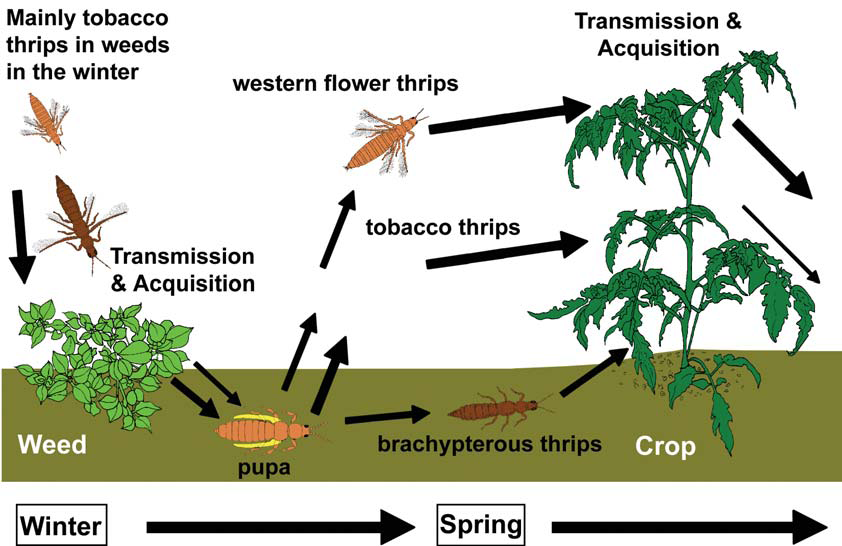 Mainly tobacco
thrips in weeds
in the winter
Transmission &
Acquisition
western flower thrips
tobacco thrips
Transmission
& Acquisition
Weed
pupa
brachypterous thrips
Crop
Winter
Spring